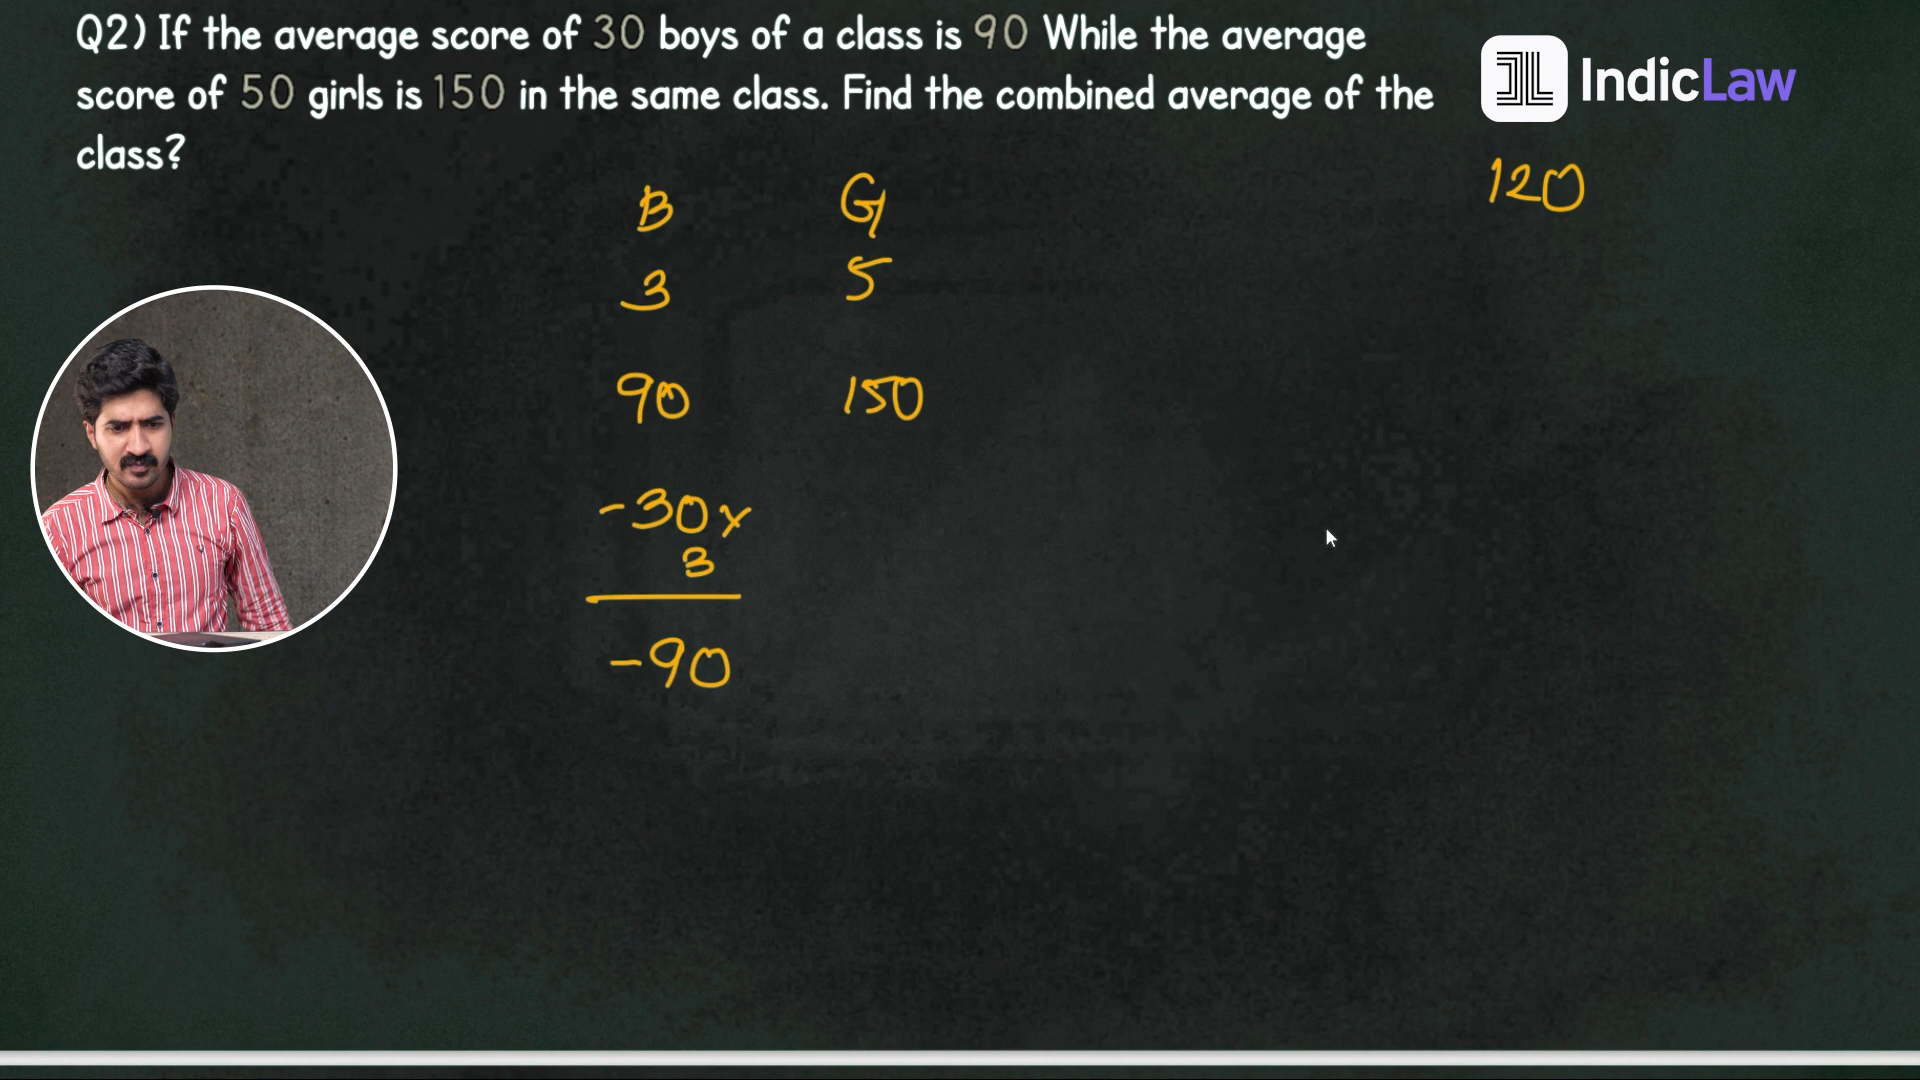 Q2) If the average score of 30 boys of a class is 90 While the average
score of 50 girls is 150 in the same class. Find the combined average of the
class?
IndicLaw
120
B G
3 5
90 150
-30x
3
-90